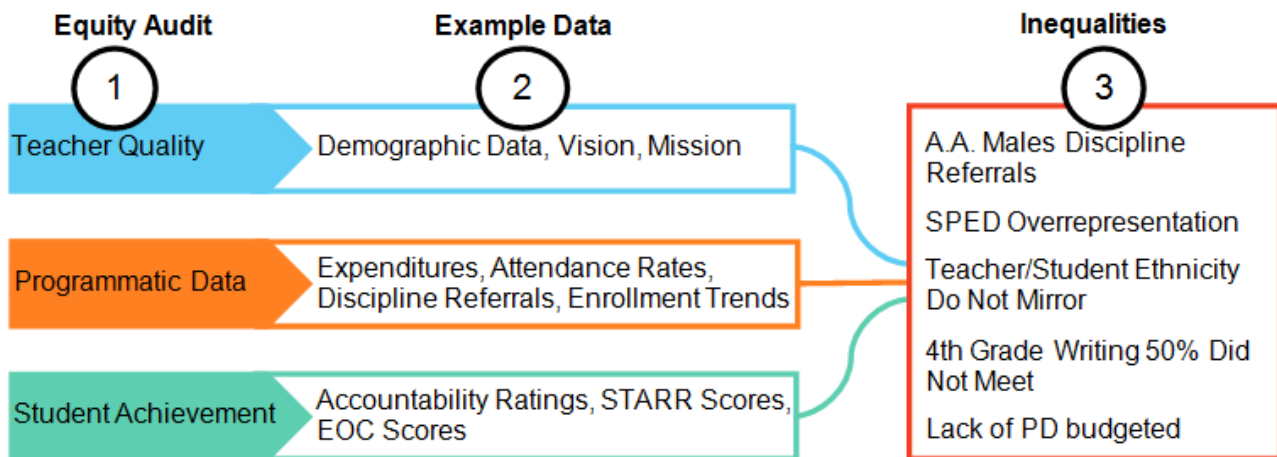 Equity Audit
Example Data
Inequalities
1
2
3
Teacher Quality
Demographic Data, Vision, Mission
Programmatic Data
Expenditures, Attendance Rates,
Discipline Referrals, Enrollment Trends
Student Achievement
Accountability Ratings, STARR Scores,
EOC Scores
A.A. Males Discipline
Referrals
SPED Overrepresentation
Teacher/Student Ethnicity
Do Not Mirror
4th Grade Writing 50% Did
Not Meet
Lack of PD budgeted